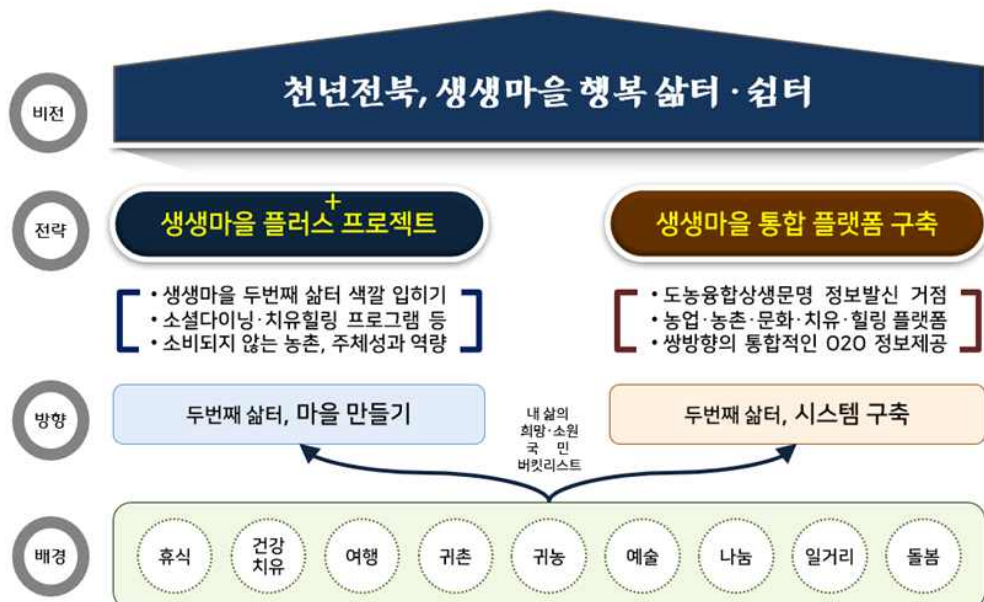 비전
천년전북, 생생마을 행복 삶터 · 쉼터
전략
생생마을 플러스+ 프로젝트
생생마을 통합 플랫폼 구축
• 생생마을 두번째 삶터 색깔 입히기
• 소셜다이닝·치유힐링 프로그램 등
• 소비되지 않는 농촌, 주체성과 역량
• 도농융합상생문명 정보발신 거점
• 농업·농촌·문화·치유·힐링 플랫폼
• 쌍방향의 통합적인 O2O 정보제공
방향
두번째 삶터, 마을 만들기
내 삶의
희망·소원
국 민
버킷리스트
두번째 삶터, 시스템 구축
배경
휴식
건강
치유
여행
귀촌
귀농
예술
나눔
일거리
돌봄